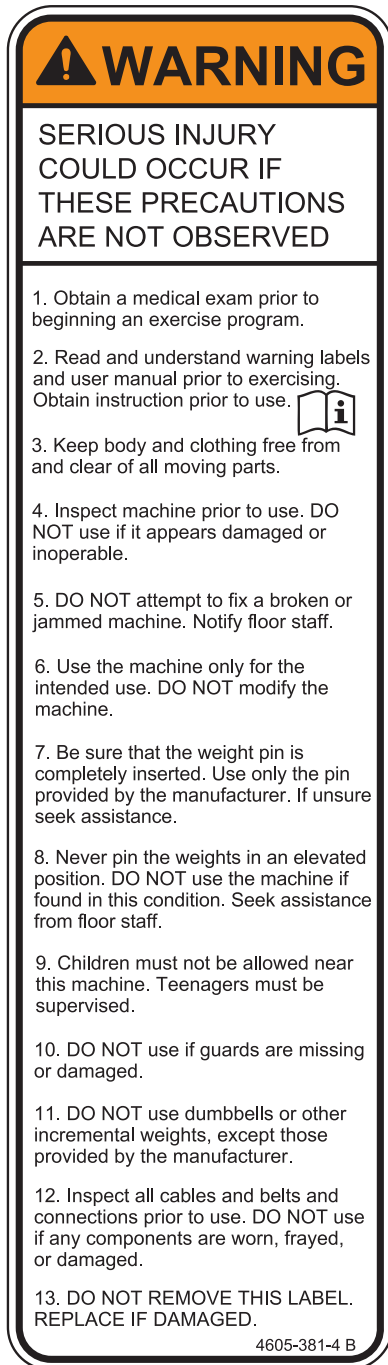 WARNING
SERIOUS INJURY
COULD OCCUR IF
THESE PRECAUTIONS
ARE NOT OBSERVED
1. Obtain a medical exam prior to
beginning an exercise program.
2. Read and understand warning labels
and user manual prior to exercising.
Obtain instruction prior to use.
3. Keep body and clothing free from
and clear of all moving parts.
4. Inspect machine prior to use. DO
NOT use if it appears damaged or
inoperable.
5. DO NOT attempt to fix a broken or
jammed machine. Notify floor staff.
6. Use the machine only for the
intended use. DO NOT modify the
machine.
7. Be sure that the weight pin is
completely inserted. Use only the pin
provided by the manufacturer. If unsure
seek assistance.
8. Never pin the weights in an elevated
position. DO NOT use the machine if
found in this condition. Seek assistance
from floor staff.
9. Children must not be allowed near
this machine. Teenagers must be
supervised.
10. DO NOT use if guards are missing
or damaged.
11. DO NOT use dumbbells or other
incremental weights, except those
provided by the manufacturer.
12. Inspect all cables and belts and
connections prior to use. DO NOT use
if any components are worn, frayed,
or damaged.
13. DO NOT REMOVE THIS LABEL.
REPLACE IF DAMAGED.
4605-381-4 B